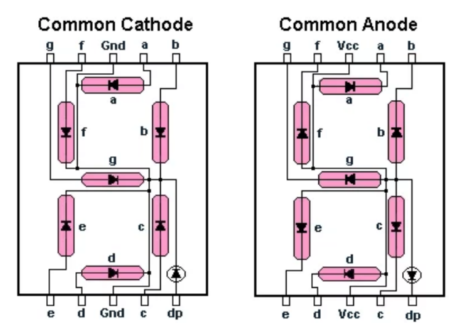 Common Cathode
g f Gnd a b
a
f b
g
e c
d
e d Gnd c dp
Common Anode
g f Vcc a b
a
f b
g
e c
d
e d Vcc c dp